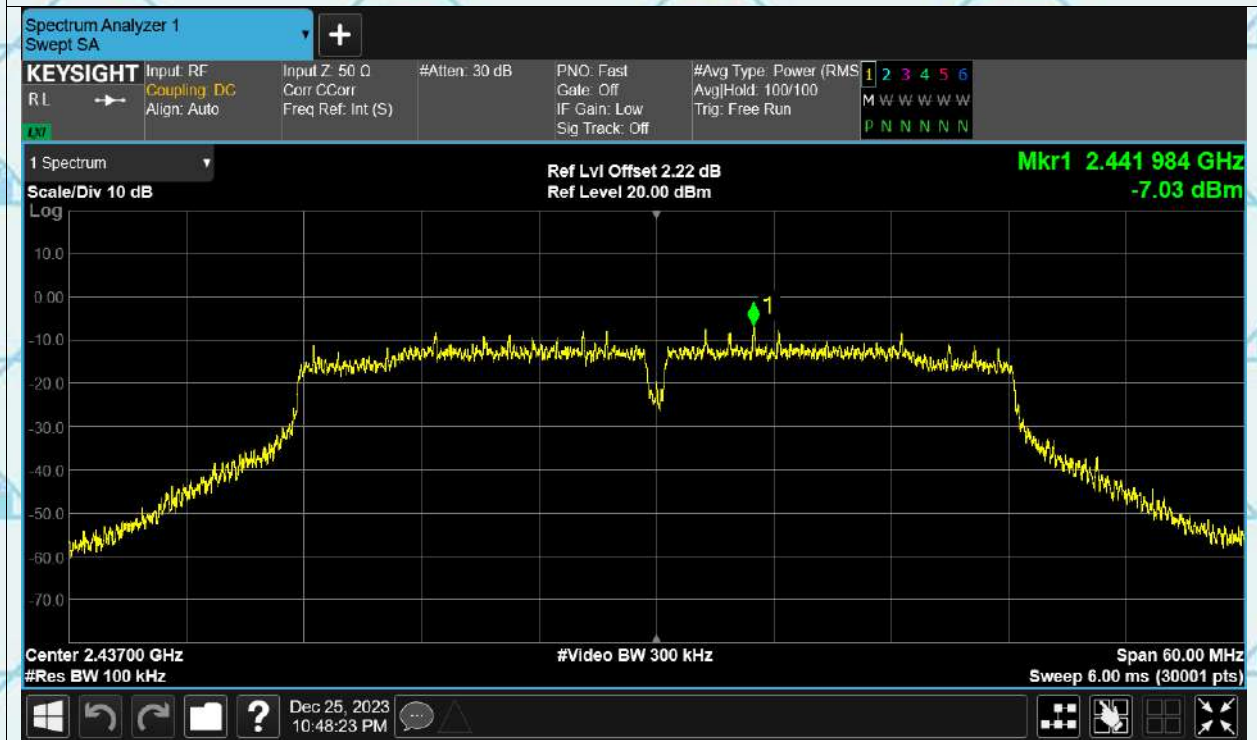 Spectrum Analyzer 1
Swept SA
+
KEYSIGHT
RL
LXI
Input: RF
Coupling: DC
Align: Auto
Input Z: 50 Ω
Corr CCorr
Freq Ref: Int (S)
#Atten: 30 dB
PNO: Fast
Gate: Off
IF Gain: Low
Sig Track: Off
#Avg Type: Power (RMS
Avg|Hold: 100/100
Trig: Free Run
1 2 3 4 5 6
M W W W W W
P N N N N N
1 Spectrum
Scale/Div 10 dB
Log
Ref Lvl Offset 2.22 dB
Ref Level 20.00 dBm
Mkr1 2.441 984 GHz
-7.03 dBm
10.0
0.00
-10.0
-20.0
-30.0
-40.0
-50.0
-60.0
-70.0
1
Center 2.43700 GHz
#Res BW 100 kHz
#Video BW 300 kHz
Span 60.00 MHz
Sweep 6.00 ms (30001 pts)
?
Dec 25, 2023
10:48:23 PM